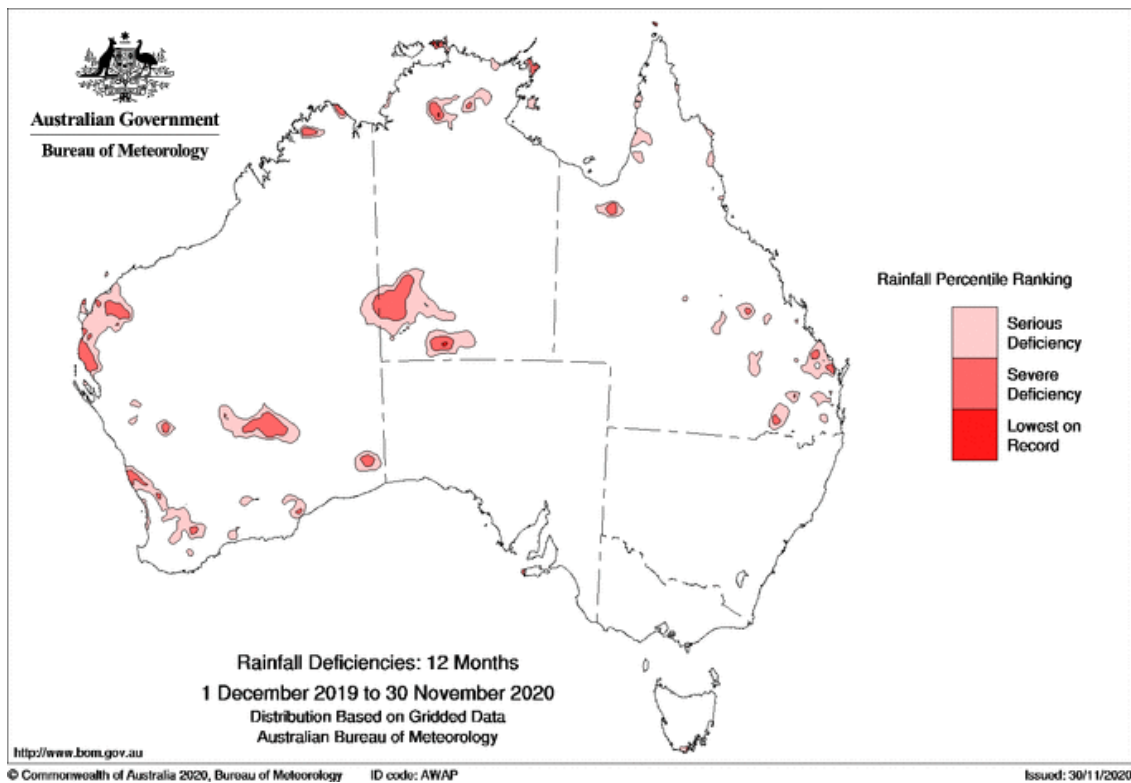 Australian Government
Bureau of Meteorology
Rainfall Percentile Ranking
Serious
Deficiency
Severe
Deficiency
Lowest on
Record
Rainfall Deficiencies: 12 Months
1 December 2019 to 30 November 2020
Distribution Based on Gridded Data
Australian Bureau of Meteorology
http://www.bom.gov.au
© Commonwealth of Australia 2020, Bureau of Meteorology ID code: AWAP Issued: 30/11/2020